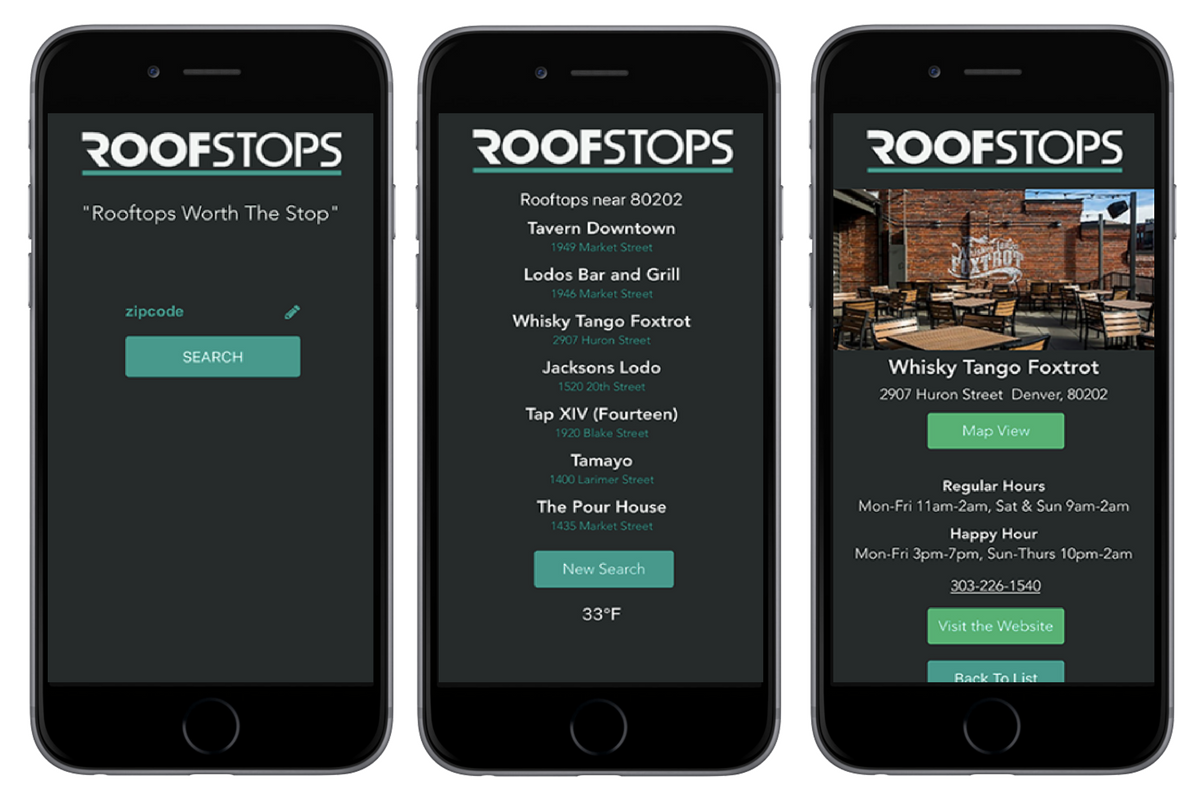 ROOFSTOPS
"Rooftops Worth The Stop"
zipcode
SEARCH
ROOFSTOPS
Rooftops near 80202
Tavern Downtown
1949 Market Street
Lodos Bar and Grill
1946 Market Street
Whisky Tango Foxtrot
2907 Huron Street
Jacksons Lodo
1520 20th Street
Tap XIV (Fourteen)
1920 Blake Street
Tamayo
1400 Larimer Street
The Pour House
1435 Market Street
New Search
33°F
ROOFSTOPS
Whiskey Tango
FOXTROT
Whisky Tango Foxtrot
2907 Huron Street Denver, 80202
Map View
Regular Hours
Mon-Fri 11am-2am, Sat & Sun 9am-2am
Happy Hour
Mon-Fri 3pm-7pm, Sun-Thurs 10pm-2am
303-226-1540
Visit the Website
Back To List